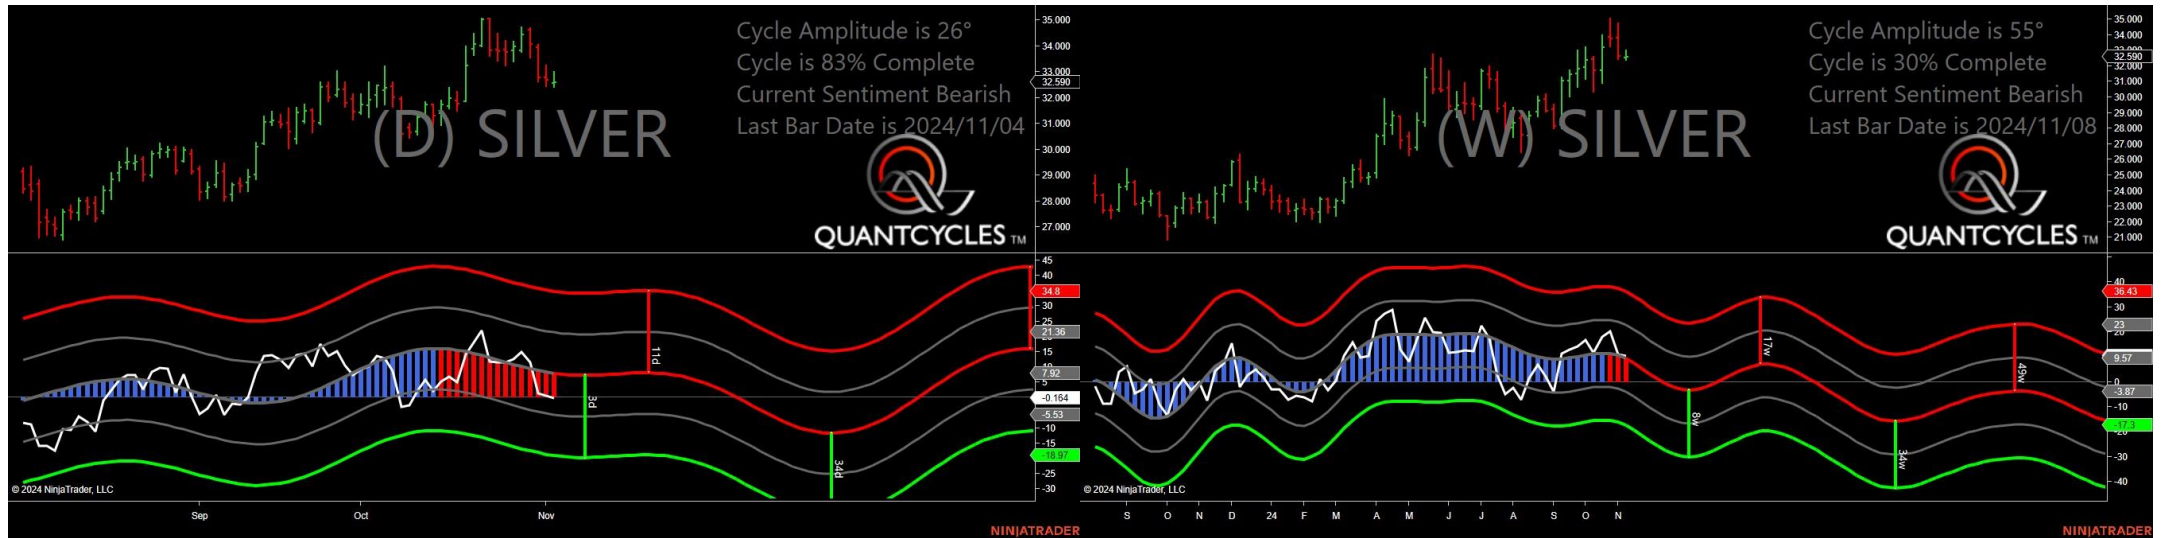 Cycle Amplitude is 26°
Cycle is 83% Complete
Current Sentiment Bearish
Last Bar Date is 2024/11/04
(D) SILVER
QUANTCYCLES TM
35.000
34.000
33.000
32.590
32.000
31.000
30.000
29.000
28.000
27.000
45
40
34.8
30
25
21.36
15
7.92
5
-0.164
-5.53
-10
-15
-18.97
-25
-30
11d
3d
34d
© 2024 NinjaTrader, LLC
Sep Oct Nov
NINJATRADER
Cycle Amplitude is 55°
Cycle is 30% Complete
Current Sentiment Bearish
Last Bar Date is 2024/11/08
(W) SILVER
QUANTCYCLES TM
35.000
34.000
33.000
32.590
32.000
31.000
30.000
29.000
28.000
27.000
26.000
25.000
24.000
23.000
22.000
21.000
40
36.43
30
23
9.57
0
-3.87
-10
-17.3
-30
-40
17w
49w
8w
34w
© 2024 NinjaTrader, LLC
S O N D 24 F M A M J J A S O N
NINJATRADER